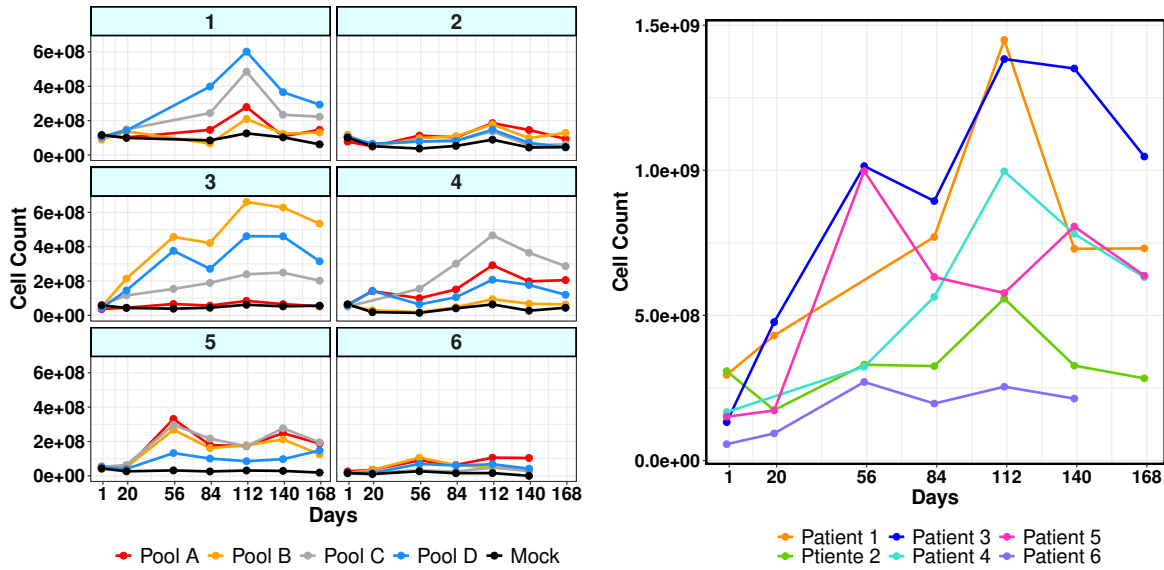 1 2
6e+08
4e+08
2e+08
0e+00
3 4
6e+08
4e+08
2e+08
0e+00
5 6
6e+08
4e+08
2e+08
0e+00
Cell Count
1 20 56 84 112 140 168 1 20 56 84 112 140 168
Days
Pool A Pool B Pool C Pool D Mock
1.5e+09
1.0e+09
5.0e+08
0.0e+00
Cell Count
1 20 56 84 112 140 168
Days
Patient 1 Patient 3 Patient 5
Ptiente 2 Patient 4 Patient 6